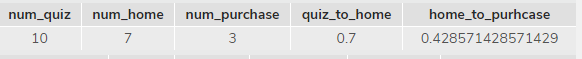 num_quiz num_home num_purchase quiz_to_home home_to_purhcase
10 7 3 0.7 0.428571428571429